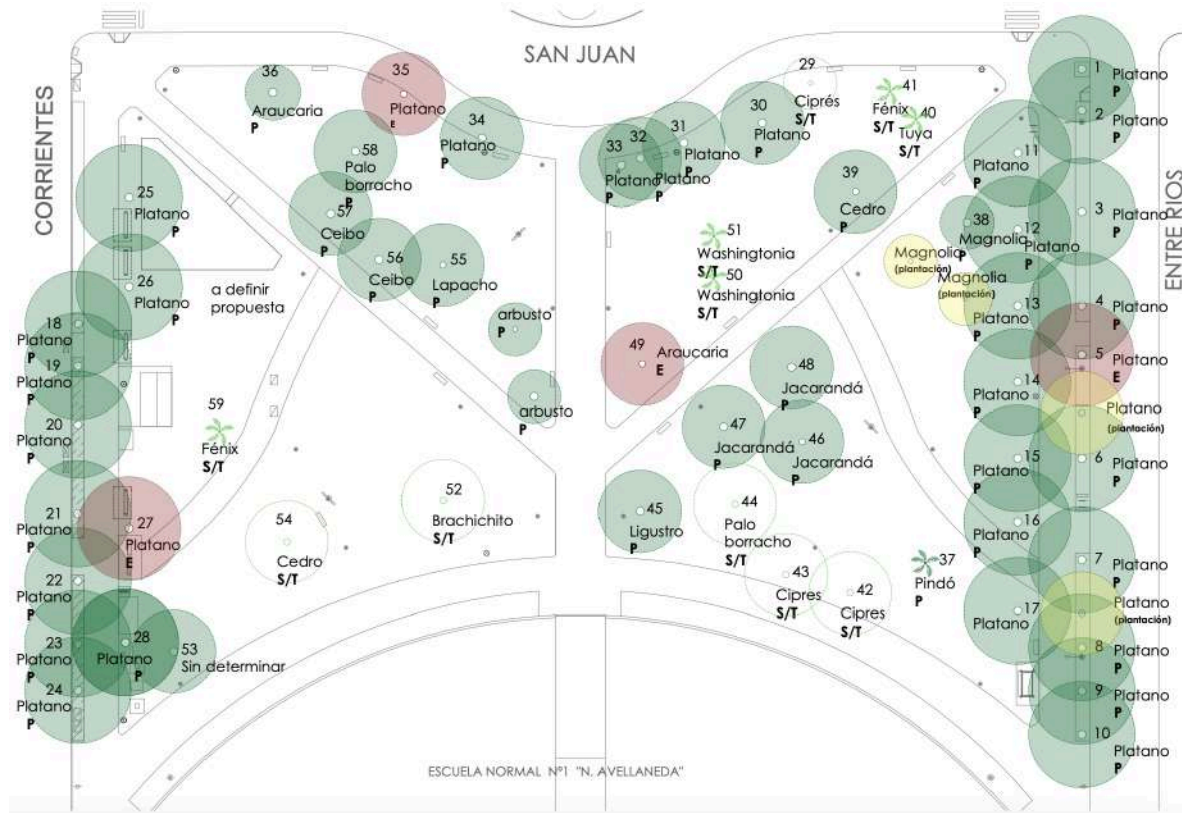 SAN JUAN
CORRIENTES
ENTRE RIOS
36
Araucaria
P
35
Platano
E
34
Platano
P
58
Palo
borracho
P
57
Ceibo
P
56
Ceibo
P
55
Lapacho
P
arbusto
P
arbusto
P
25
Platano
P
26
Platano
P
a definir
propuesta
18
Platano
P
19
Platano
P
20
Platano
P
21
Platano
P
22
Platano
P
23
Platano
P
24
Platano
P
27
Platano
E
28
Platano
P
53
Sin determinar
59
Fénix
S/T
54
Cedro
S/T
52
Brachichito
S/T
33
Platano
P
32
Platano
P
31
Platano
P
30
Platano
P
29
Ciprés
S/T
41
Fénix
S/T
40
Tuya
S/T
39
Cedro
P
51
Washingtonia
S/T
50
Washingtonia
S/T
49
Araucaria
E
48
Jacarandá
P
47
Jacarandá
P
46
Jacarandá
P
45
Ligustro
P
44
Palo
borracho
S/T
43
Cipres
S/T
42
Cipres
S/T
37
Pindó
P
38
Magnolia
P
Magnolia
(plantación)
Magnolia
(plantación)
11
Platano
P
12
Platano
P
13
Platano
P
14
Platano
P
15
Platano
P
16
Platano
P
17
Platano
1
Platano
P
2
Platano
P
3
Platano
P
4
Platano
P
5
Platano
E
Platano
(plantación)
6
Platano
P
7
Platano
P
Platano
(plantación)
8
Platano
P
9
Platano
P
10
Platano
P
ESCUELA NORMAL Nº1 "N. AVELLANEDA"